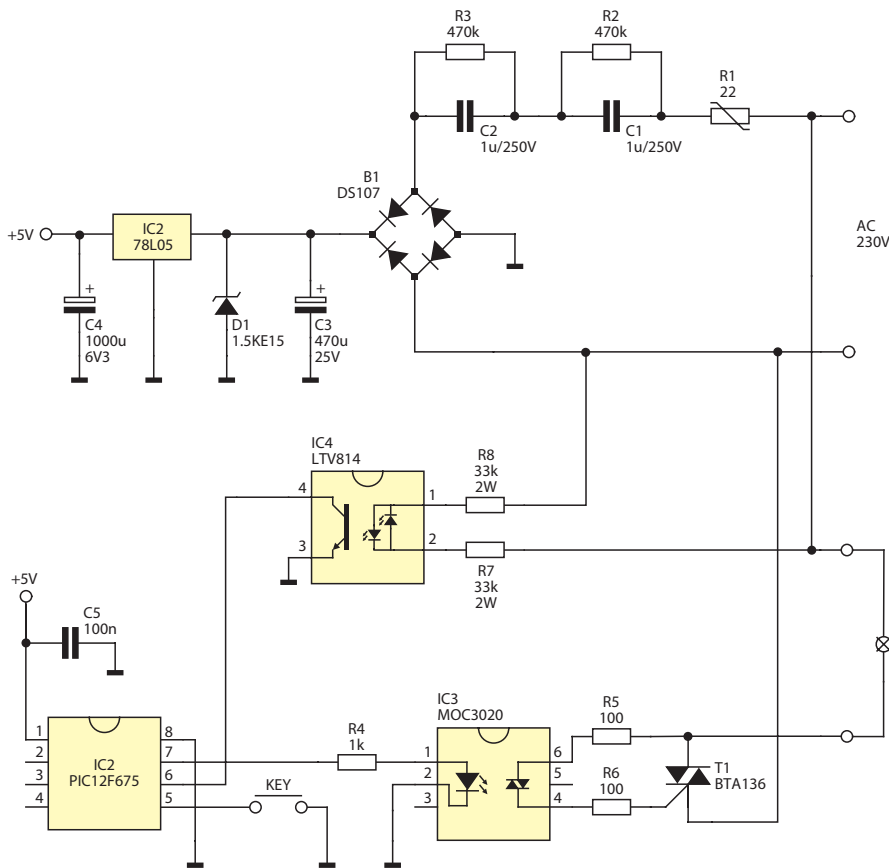 R3
470k
R2
470k
R1
22
C2
1u/250V
C1
1u/250V
B1
DS107
+5V
IC2
78L05
AC
230V
+
C4
1000u
6V3
D1
1.5KE15
+
C3
470u
25V
IC4
LTV814
4
3
1
2
R8
33k
2W
R7
33k
2W
+5V
C5
100n
1
2
3
4
IC2
PIC12F675
8
7
6
5
R4
1k
KEY
IC3
MOC3020
1
2
3
6
5
4
R5
100
R6
100
T1
BTA136